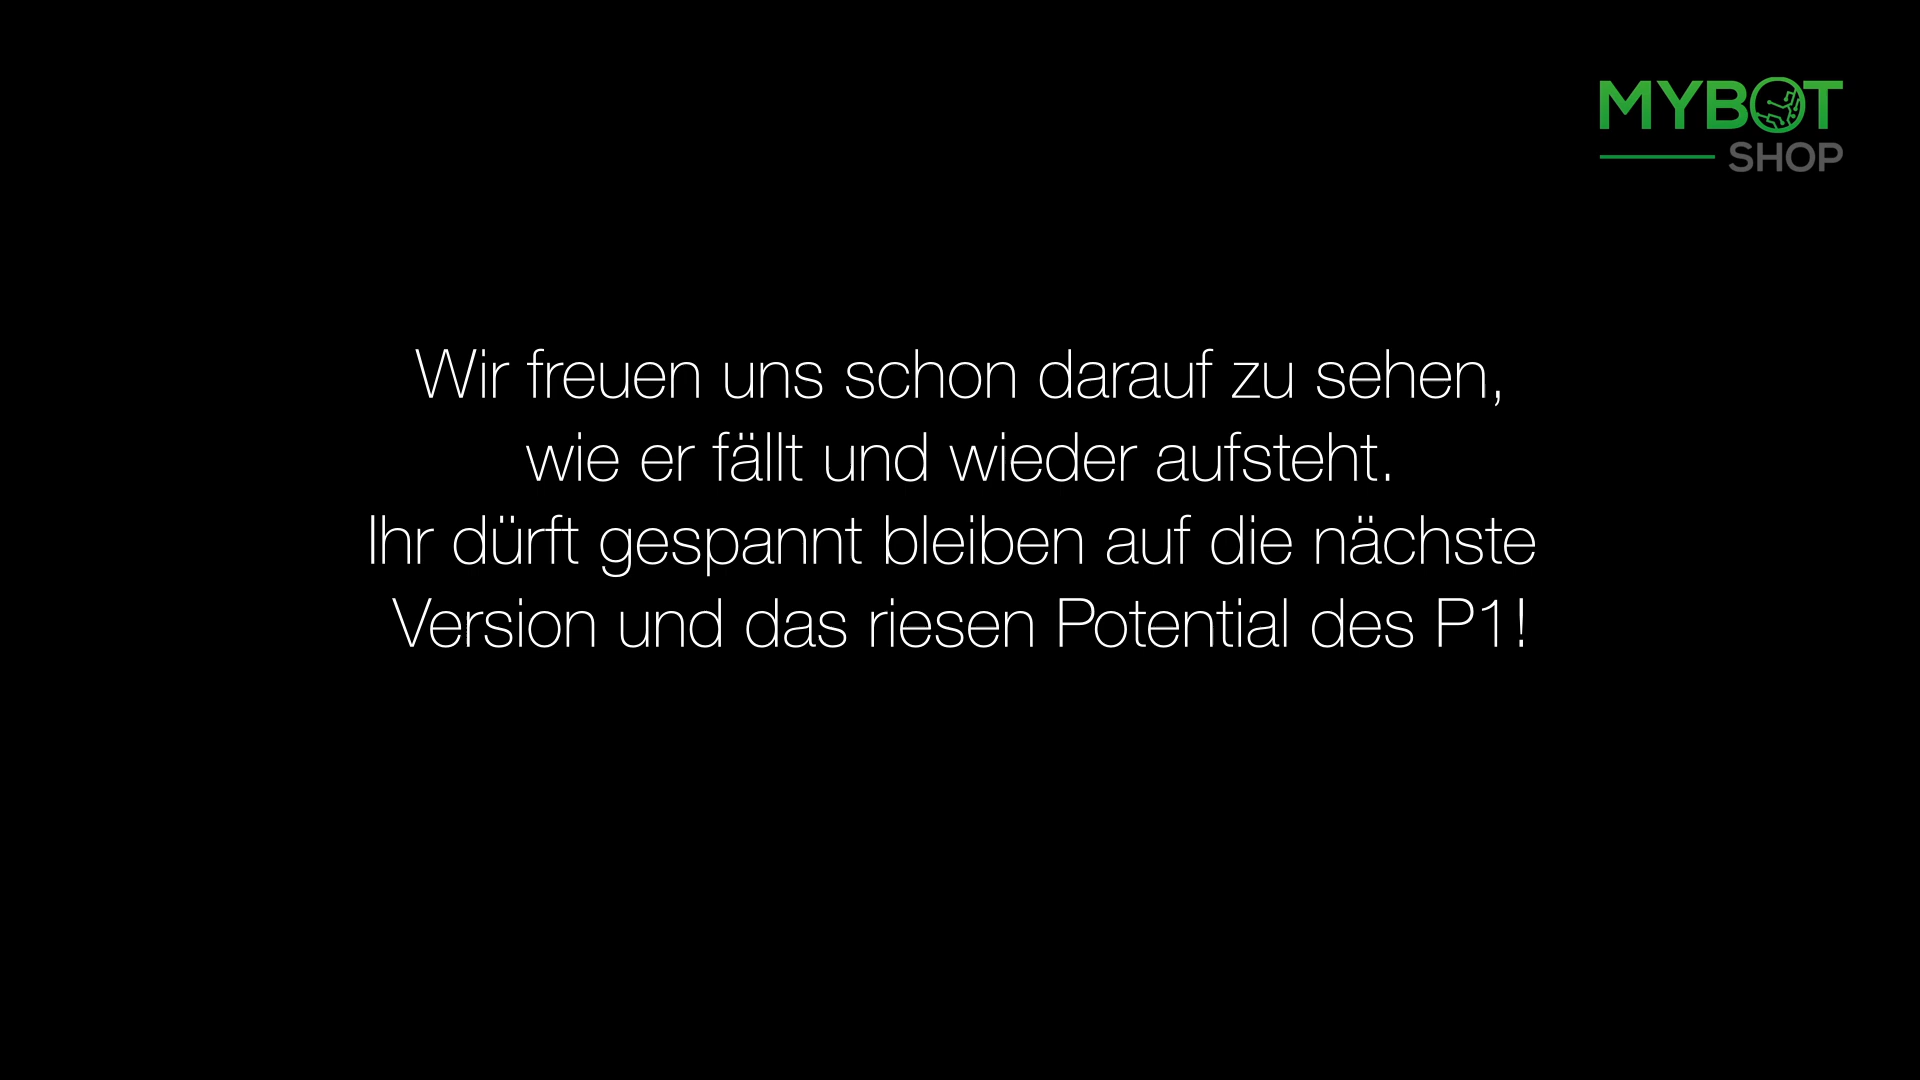 MYBOT
SHOP
Wir freuen uns schon darauf zu sehen,
wie er fällt und wieder aufsteht.
Ihr dürft gespannt bleiben auf die nächste
Version und das riesen Potential des P1!